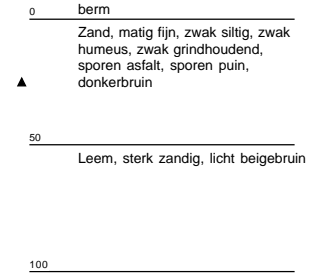 0 berm
Zand, matig fijn, zwak siltig, zwak
humeus, zwak grindhoudend,
sporen asfalt, sporen puin,
donkerbruin
50
Leem, sterk zandig, licht beigebruin
100